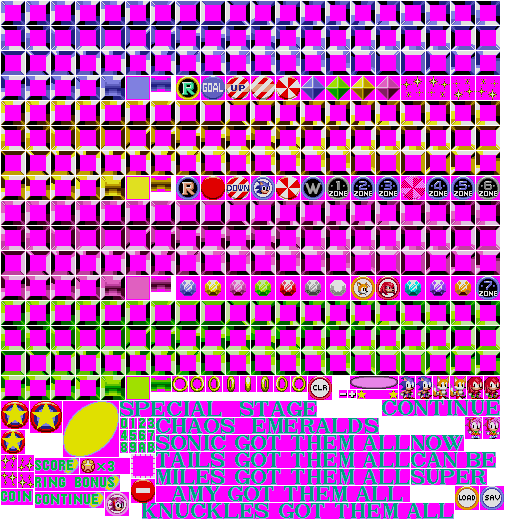 R GOAL UP
R DOWN W 1 ZONE 2 ZONE 3 ZONE 4 ZONE 5 ZONE 6 ZONE
7 ZONE
CLR
SPECIAL STAGE CONTINUE
CHAOS EMERALDS
SONIC GOT THEM ALL NOW
TAILS GOT THEM ALL CAN BE
SCORE x3
MILES GOT THEM ALL SUPER
RING BONUS
AMY GOT THEM ALL
COIN CONTINUE LOAD SAV
KNUCKLES GOT THEM ALL